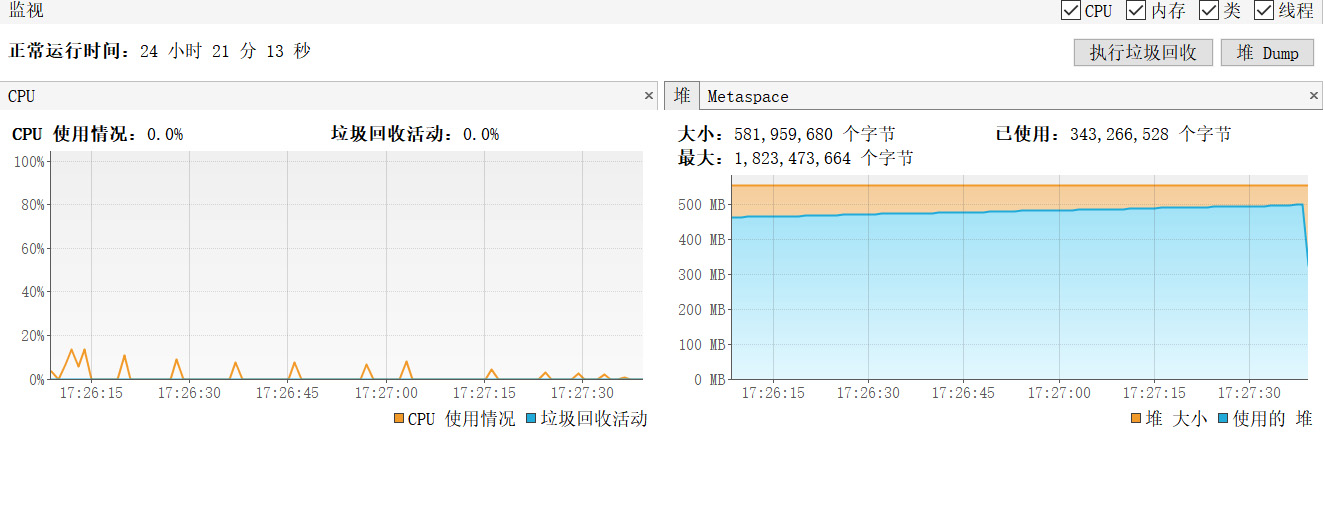 监视
CPU 内存 类 线程
正常运行时间：24 小时 21 分 13 秒
执行垃圾回收 堆 Dump
CPU ×
CPU 使用情况：0.0% 垃圾回收活动：0.0%
100%
80%
60%
40%
20%
0%
17:26:15 17:26:30 17:26:45 17:27:00 17:27:15 17:27:30
CPU 使用情况 垃圾回收活动
堆 Metaspace ×
大小：581,959,680 个字节 已使用：343,266,528 个字节
最大：1,823,473,664 个字节
500 MB
400 MB
300 MB
200 MB
100 MB
0 MB
17:26:15 17:26:30 17:26:45 17:27:00 17:27:15 17:27:30
堆 大小 使用的 堆